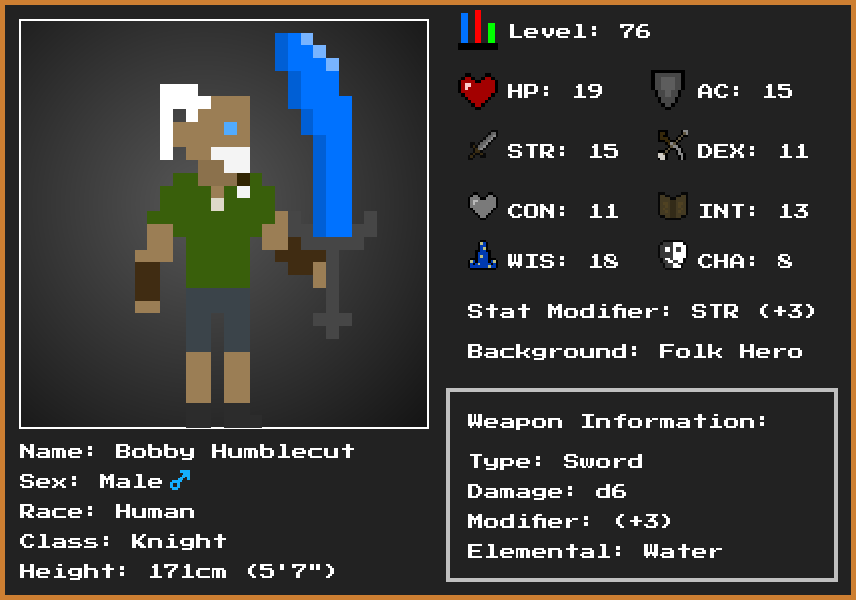 Level: 76
HP: 19 AC: 15
STR: 15 DEX: 11
CON: 11 INT: 13
WIS: 18 CHA: 8
Stat Modifier: STR (+3)
Background: Folk Hero
Weapon Information:
Type: Sword
Damage: d6
Modifier: (+3)
Elemental: Water
Name: Bobby Humblecut
Sex: Male ♂
Race: Human
Class: Knight
Height: 171cm (5'7")